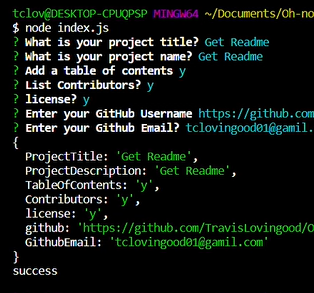 tclov@DESKTOP-CPUQPSP MINGW64 ~/Documents/Oh-no
$ node index.js
? What is your project title? Get Readme
? What is your project name? Get Readme
? Add a table of contents y
? List Contributors? y
? license? y
? Enter your GitHub Username https://github.com
? Enter your Github Email? tclovingood01@gamil.com
{
  ProjectTitle: 'Get Readme',
  ProjectDescription: 'Get Readme',
  TableOfContents: 'y',
  Contributors: 'y',
  license: 'y',
  github: 'https://github.com/TravisLovingood/O
  GithubEmail: 'tclovingood01@gamil.com'
}
success